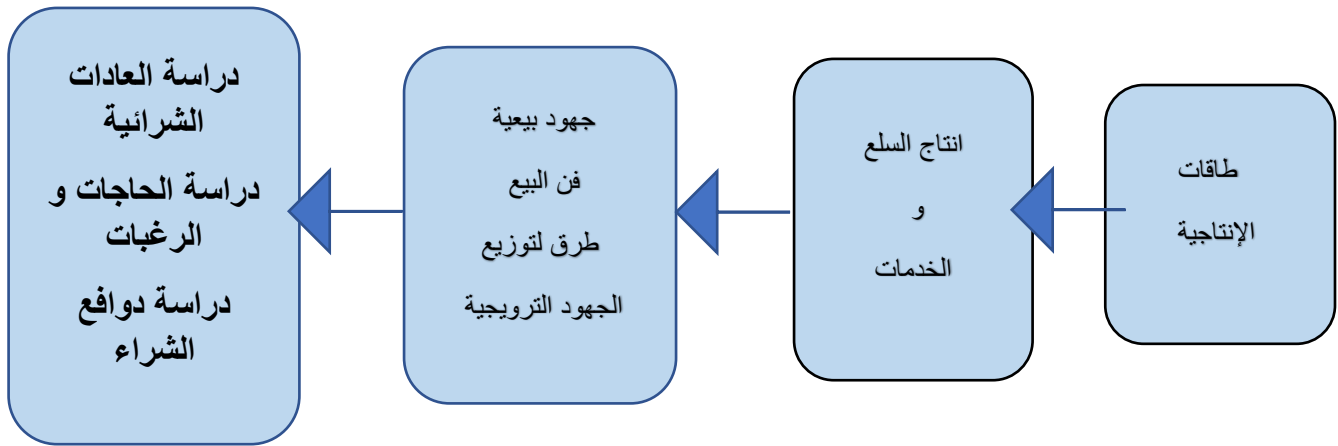 طاقات
الإنتاجية
انتاج السلع
و
الخدمات
جهود بيعية
فن البيع
طرق لتوزيع
الجهود الترويجية
دراسة العادات
الشرائية
دراسة الحاجات و
الرغبات
دراسة دوافع
الشراء